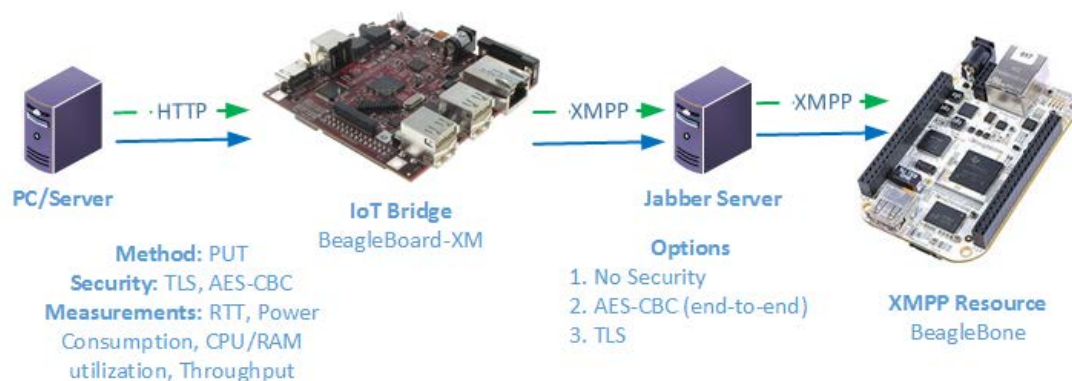 HTTP
XMPP
XMPP
PC/Server
IoT Bridge
BeagleBoard-XM
Jabber Server
XMPP Resource
BeagleBone
Method: PUT
Security: TLS, AES-CBC
Measurements: RTT, Power
Consumption, CPU/RAM
utilization, Throughput
Options
1. No Security
2. AES-CBC (end-to-end)
3. TLS